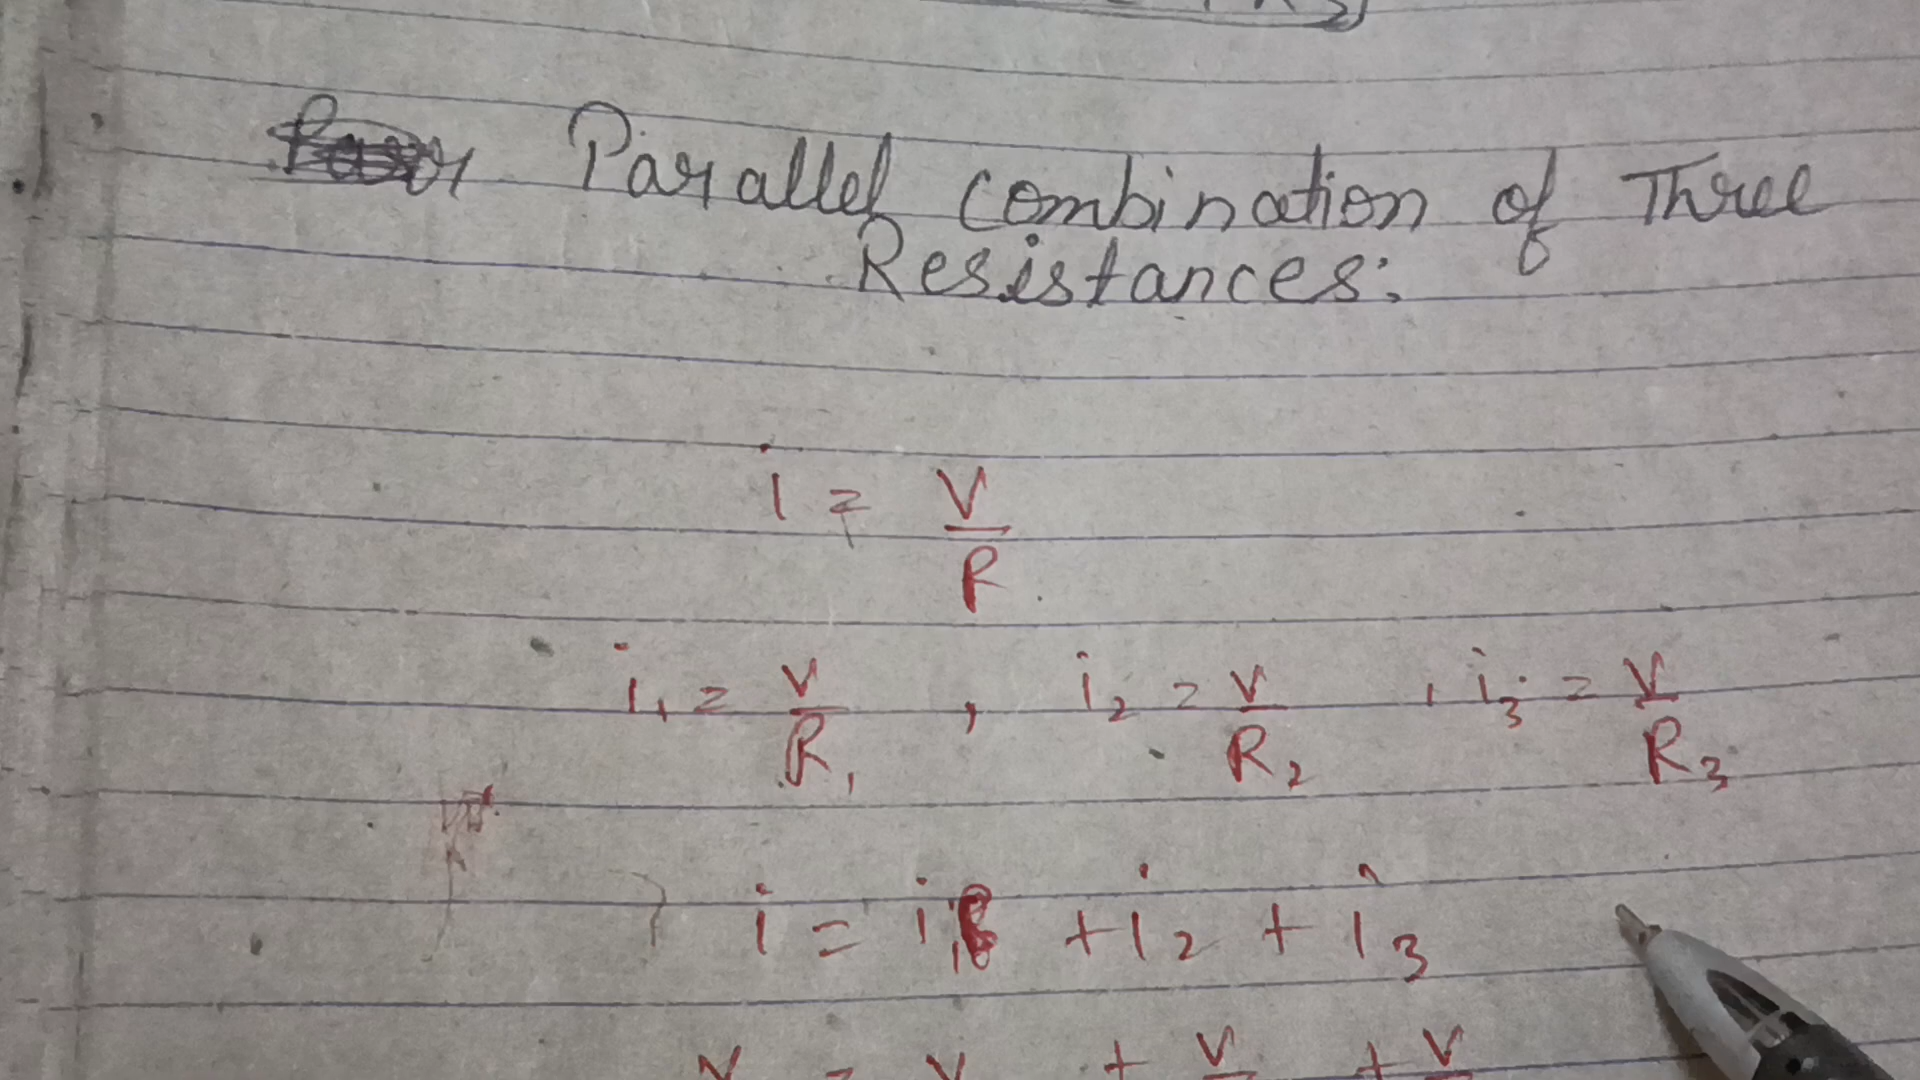 Parallel combination of Three
Resistances:
i = V/R
i₁ = V/R₁ , i₂ = V/R₂ , i₃ = V/R₃
i = i₁ + i₂ + i₃
V = V + V + V